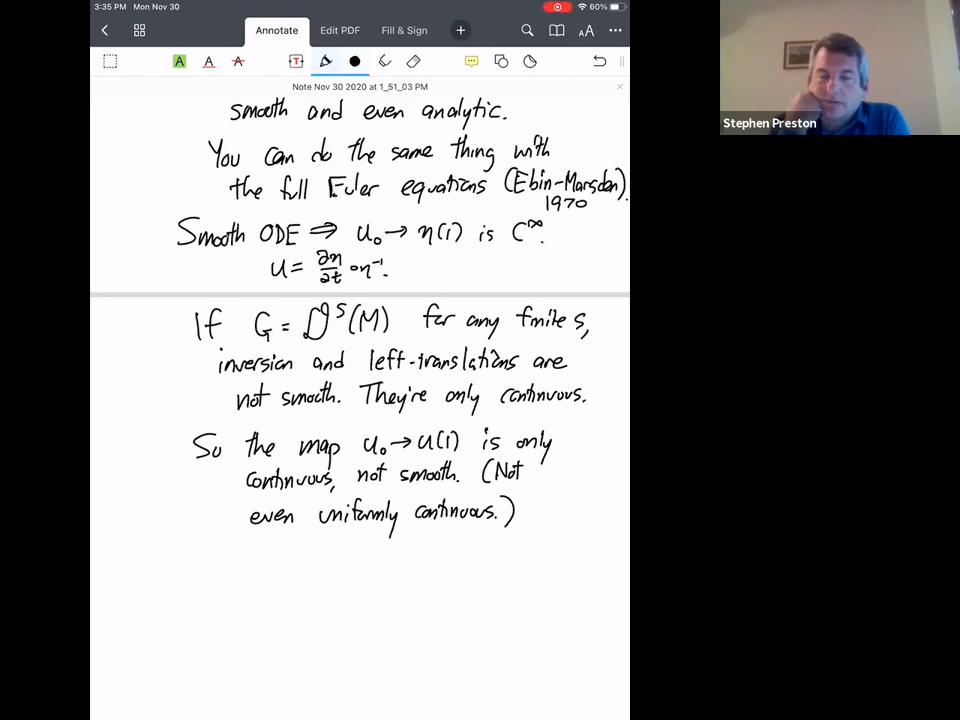 3:35 PM Mon Nov 30
60%
Annotate Edit PDF Fill & Sign
AA
A A A T
Note Nov 30 2020 at 1_51_03 PM
smooth and even analytic.
You can do the same thing with
the full Euler equations (Ebin-Marsden).
1970
Smooth ODE ⇒ u₀ → η(1) is C^∞.
u = ∂η/∂t ∘ η⁻¹.
If G = 𝒟^s(M) for any finite s,
inversion and left-translations are
not smooth. They're only continuous.
So the map u₀ → u(1) is only
continuous, not smooth. (Not
even uniformly continuous.)
Stephen Preston